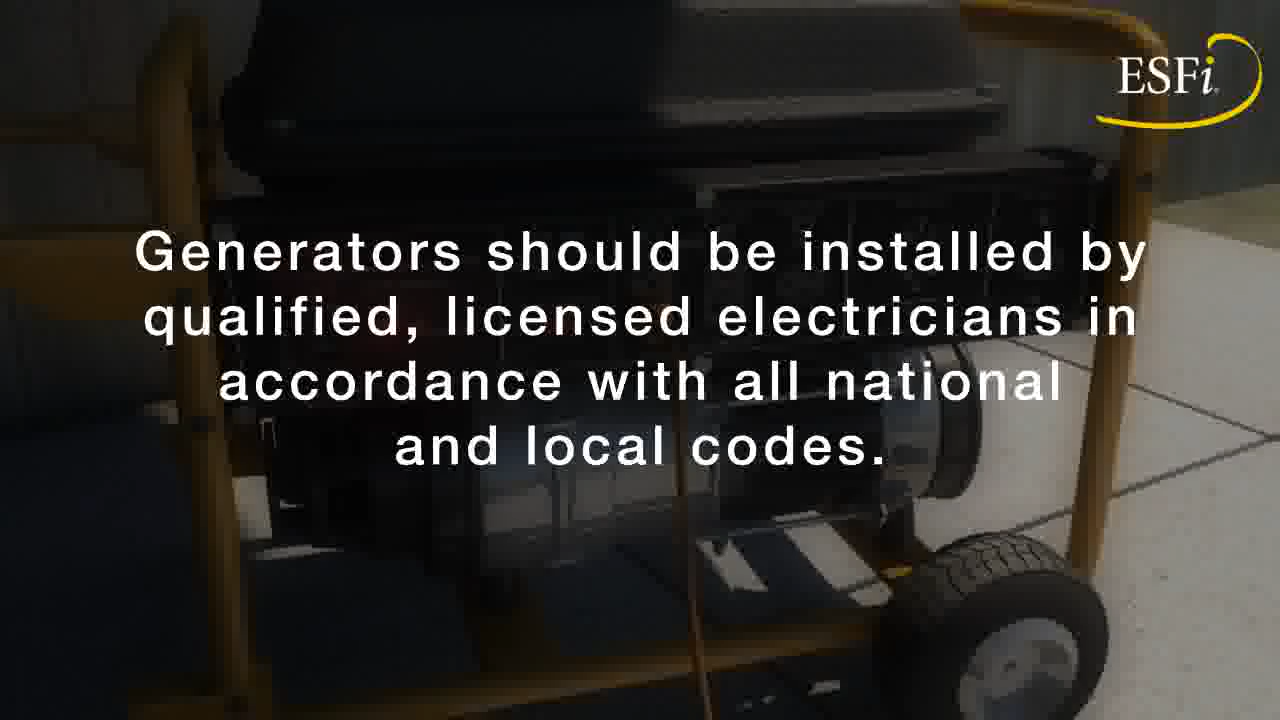 ESFi
Generators should be installed by
qualified, licensed electricians in
accordance with all national
and local codes.